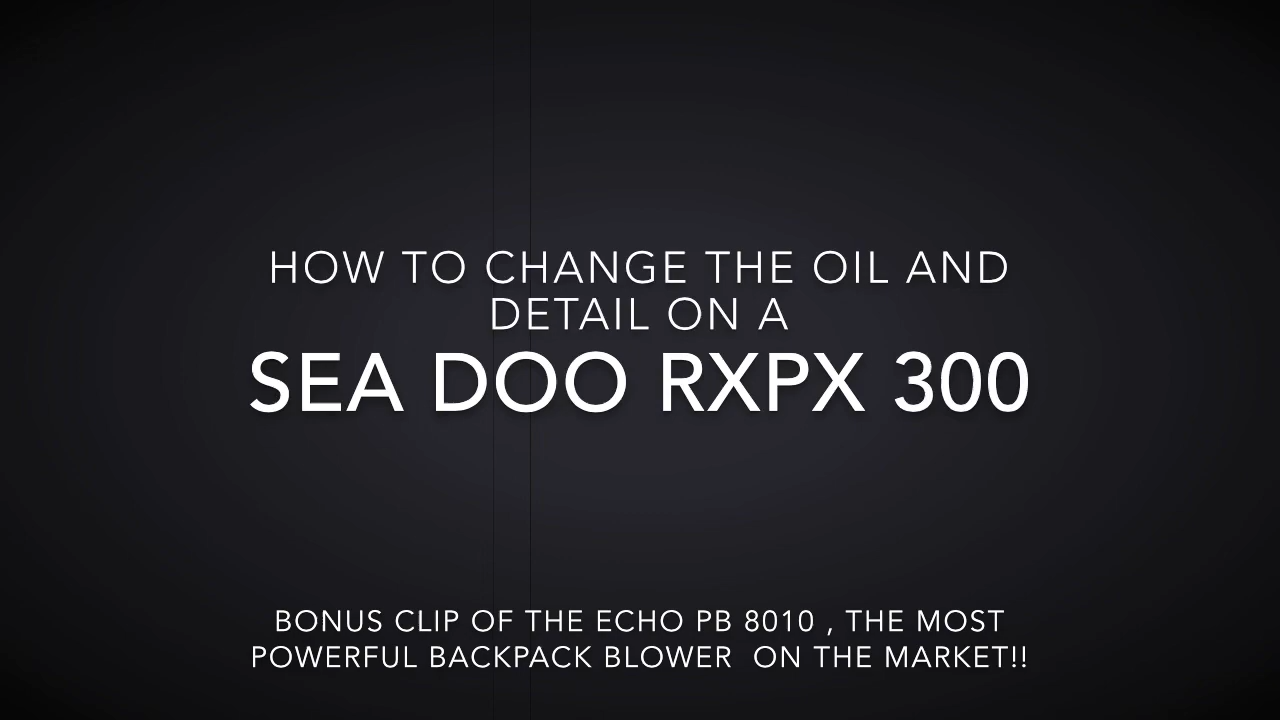 HOW TO CHANGE THE OIL AND
DETAIL ON A
SEA DOO RXPX 300
BONUS CLIP OF THE ECHO PB 8010 , THE MOST
POWERFUL BACKPACK BLOWER  ON THE MARKET!!